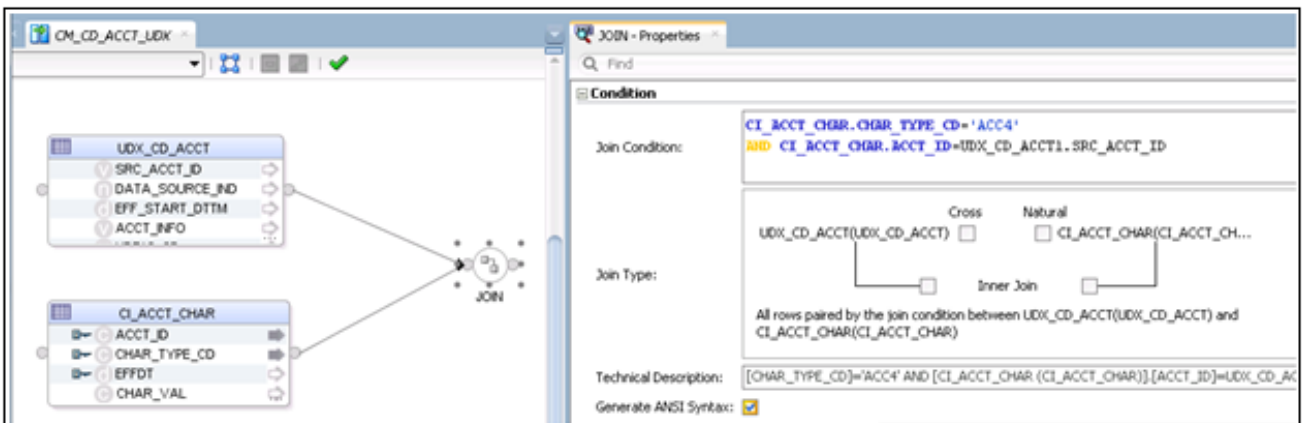 CM_CD_ACCT_UDX
UDX_CD_ACCT
SRC_ACCT_ID
DATA_SOURCE_IND
EFF_START_DTTM
ACCT_INFO
CI_ACCT_CHAR
ACCT_ID
CHAR_TYPE_CD
EFFDT
CHAR_VAL
JOIN
JOIN - Properties
Find
Condition
Join Condition:
CI_ACCT_CHAR.CHAR_TYPE_CD='ACC4'
AND CI_ACCT_CHAR.ACCT_ID=UDX_CD_ACCT1.SRC_ACCT_ID
Join Type:
Cross Natural
UDX_CD_ACCT(UDX_CD_ACCT) CI_ACCT_CHAR(CI_ACCT_CH...
Inner Join
All rows paired by the join condition between UDX_CD_ACCT(UDX_CD_ACCT) and
CI_ACCT_CHAR(CI_ACCT_CHAR)
Technical Description: [CHAR_TYPE_CD]='ACC4' AND [CI_ACCT_CHAR (CI_ACCT_CHAR)].[ACCT_ID]=UDX_CD_AC
Generate ANSI Syntax: